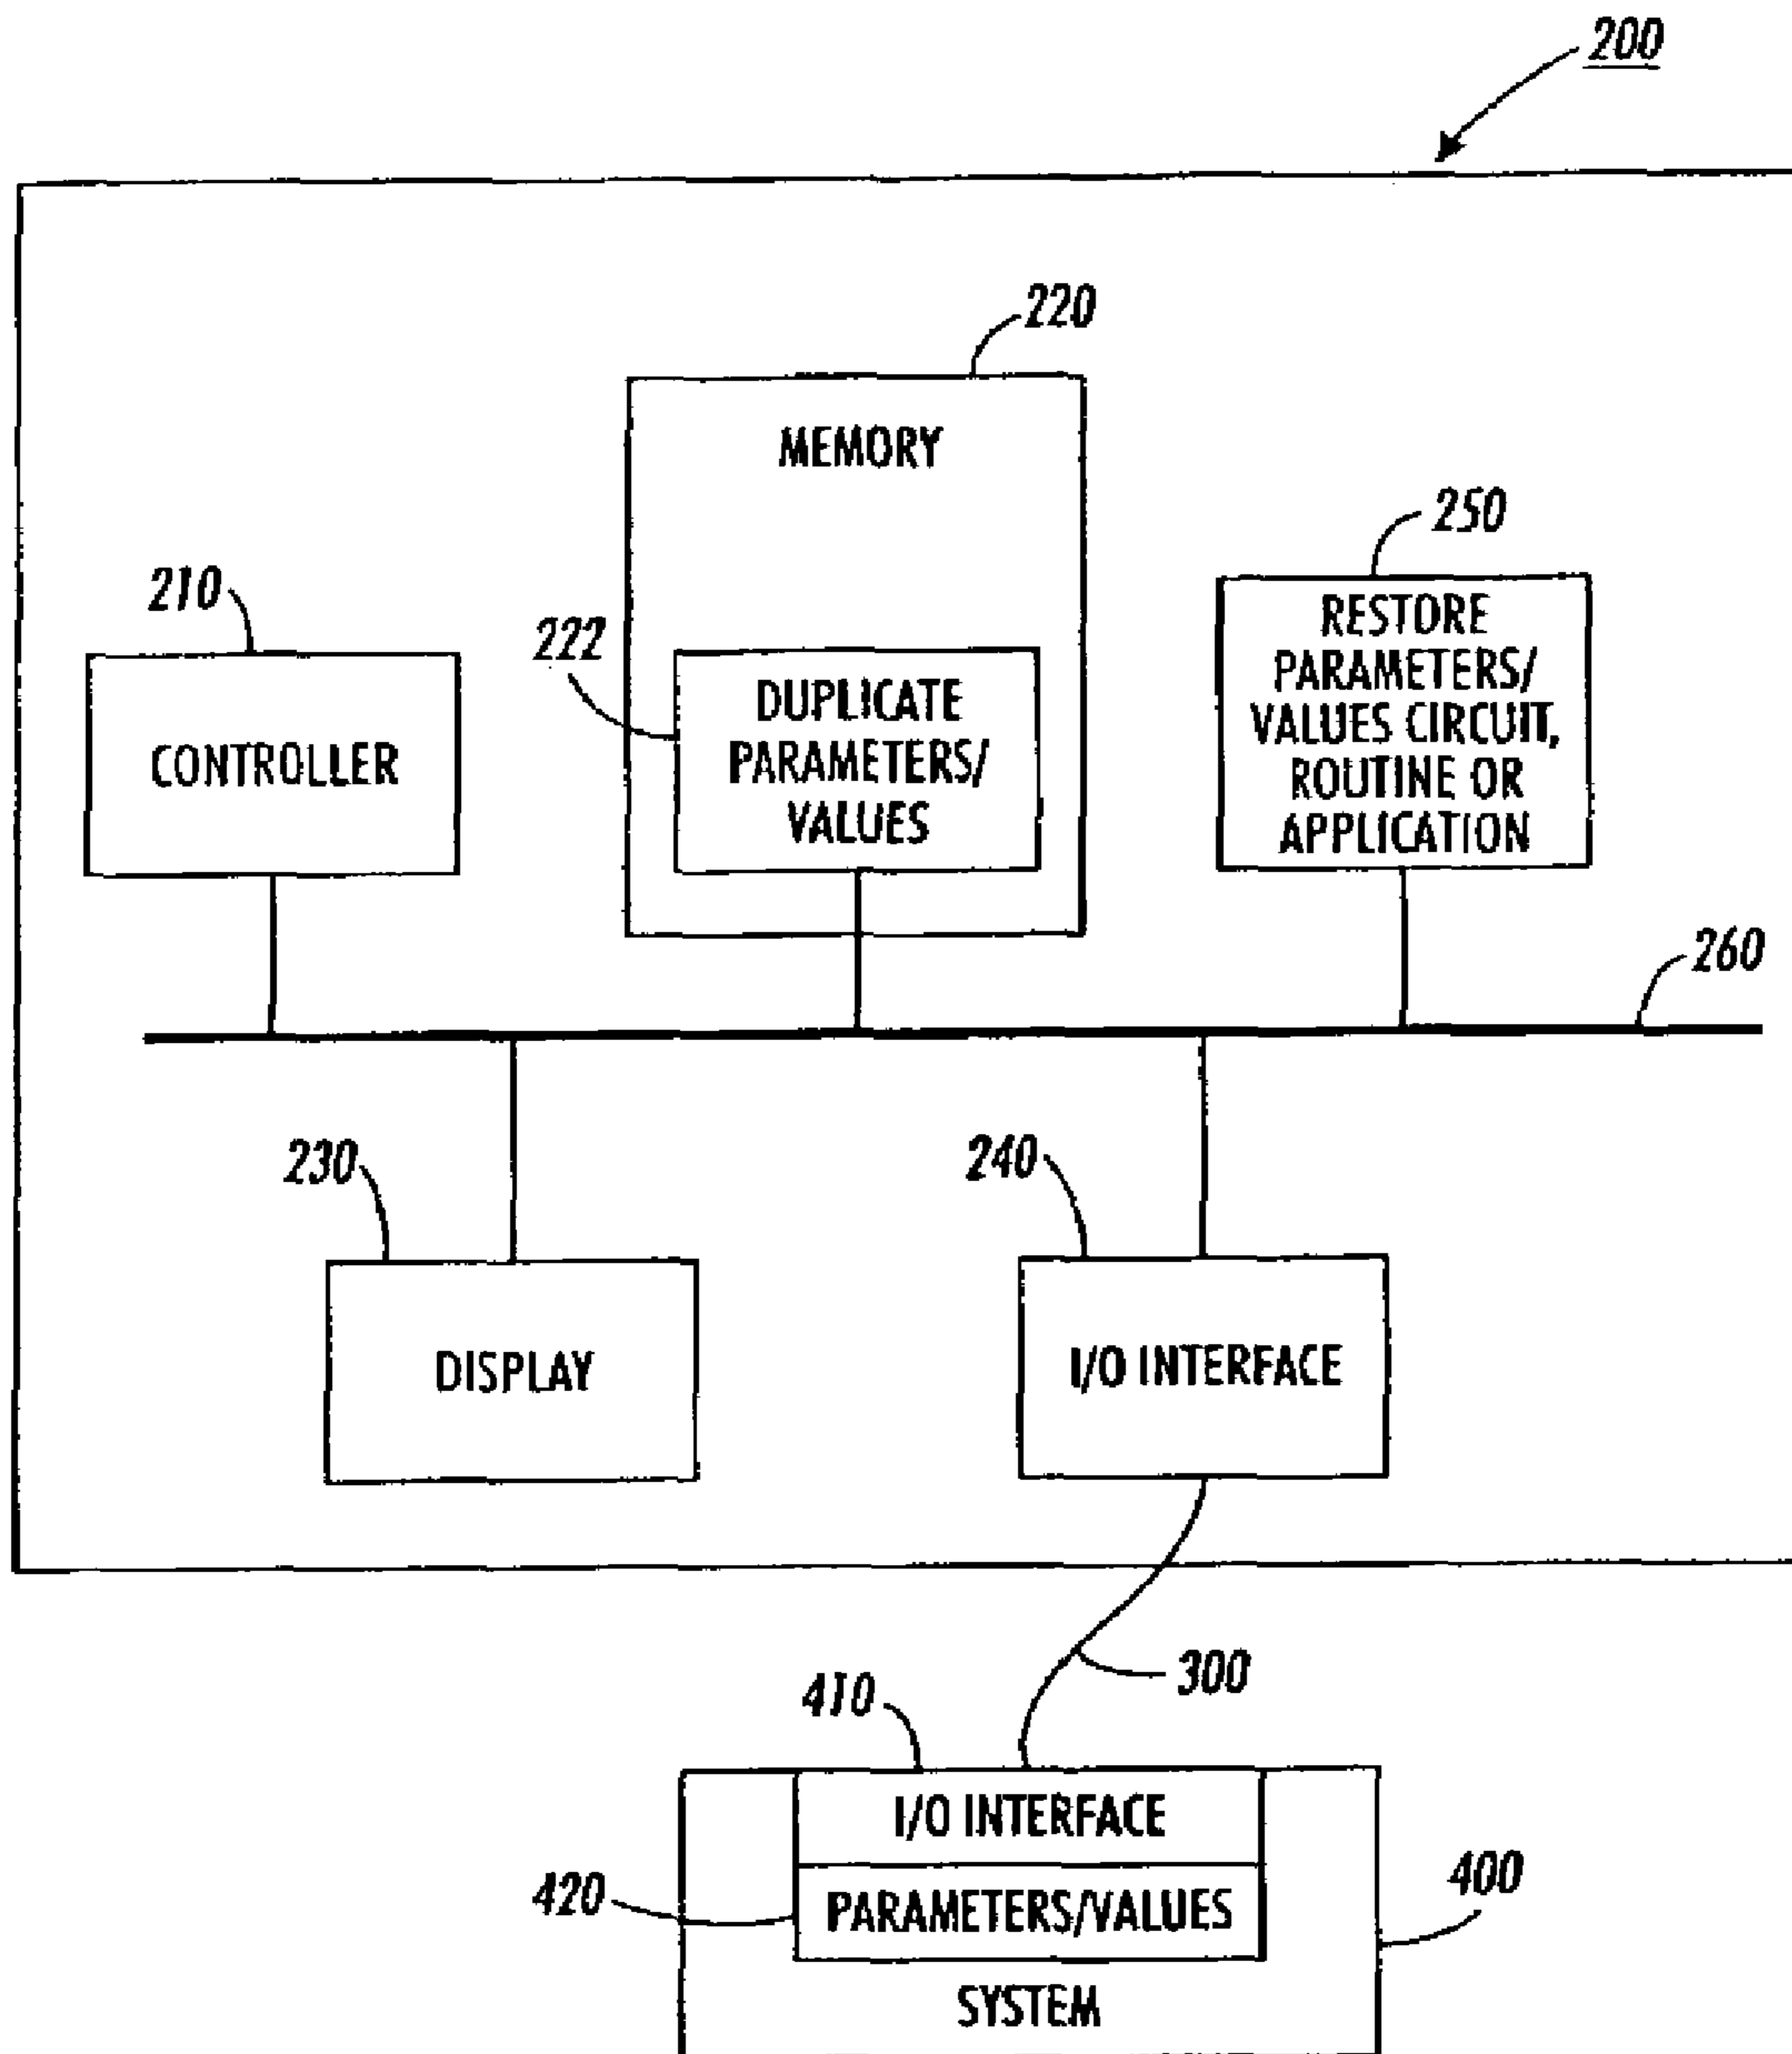 200
220
MEMORY
250
210
222
RESTORE
PARAMETERS/
VALUES CIRCUIT,
ROUTINE OR
APPLICATION
CONTROLLER
DUPLICATE
PARAMETERS/
VALUES
260
230
240
DISPLAY
I/O INTERFACE
300
410
I/O INTERFACE
420
PARAMETERS/VALUES
400
SYSTEM